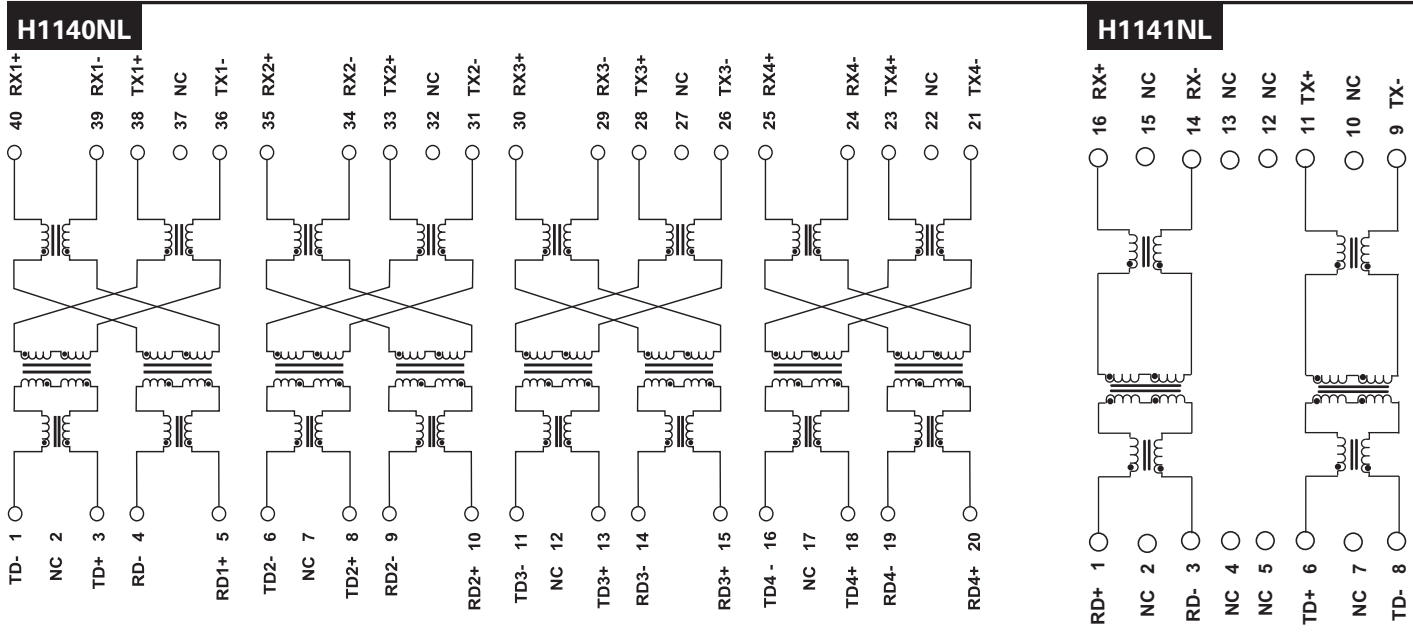 H1140NL
40 RX1+
39 RX1-
38 TX1+
37 NC
36 TX1-
35 RX2+
34 RX2-
33 TX2+
32 NC
31 TX2-
30 RX3+
29 RX3-
28 TX3+
27 NC
26 TX3-
25 RX4+
24 RX4-
23 TX4+
22 NC
21 TX4-
TD- 1
NC 2
TD+ 3
RD- 4
RD1+ 5
TD2- 6
NC 7
TD2+ 8
RD2- 9
RD2+ 10
TD3- 11
NC 12
TD3+ 13
RD3- 14
RD3+ 15
TD4 - 16
NC 17
TD4+ 18
RD4- 19
RD4+ 20
H1141NL
16 RX+
15 NC
14 RX-
13 NC
12 NC
11 TX+
10 NC
9 TX-
RD+ 1
NC 2
RD- 3
NC 4
NC 5
TD+ 6
NC 7
TD- 8